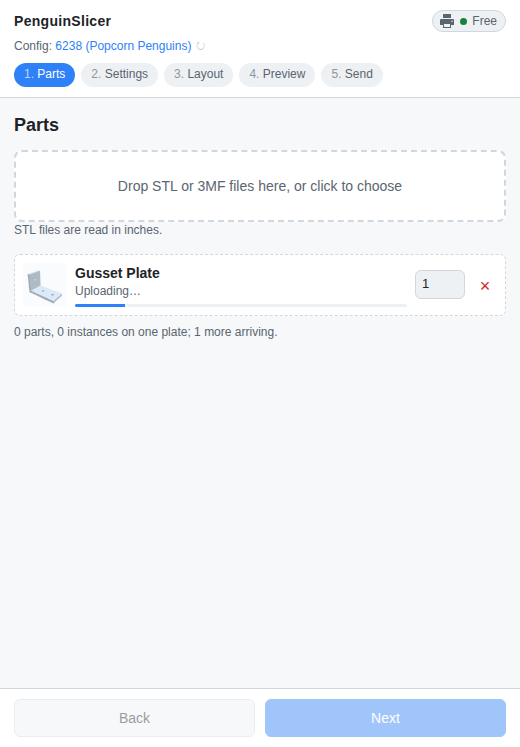 PenguinSlicer
Free
Config: 6238 (Popcorn Penguins)
1. Parts
2. Settings
3. Layout
4. Preview
5. Send
Parts
Drop STL or 3MF files here, or click to choose
STL files are read in inches.
Gusset Plate
Uploading…
1
×
0 parts, 0 instances on one plate; 1 more arriving.
Back
Next